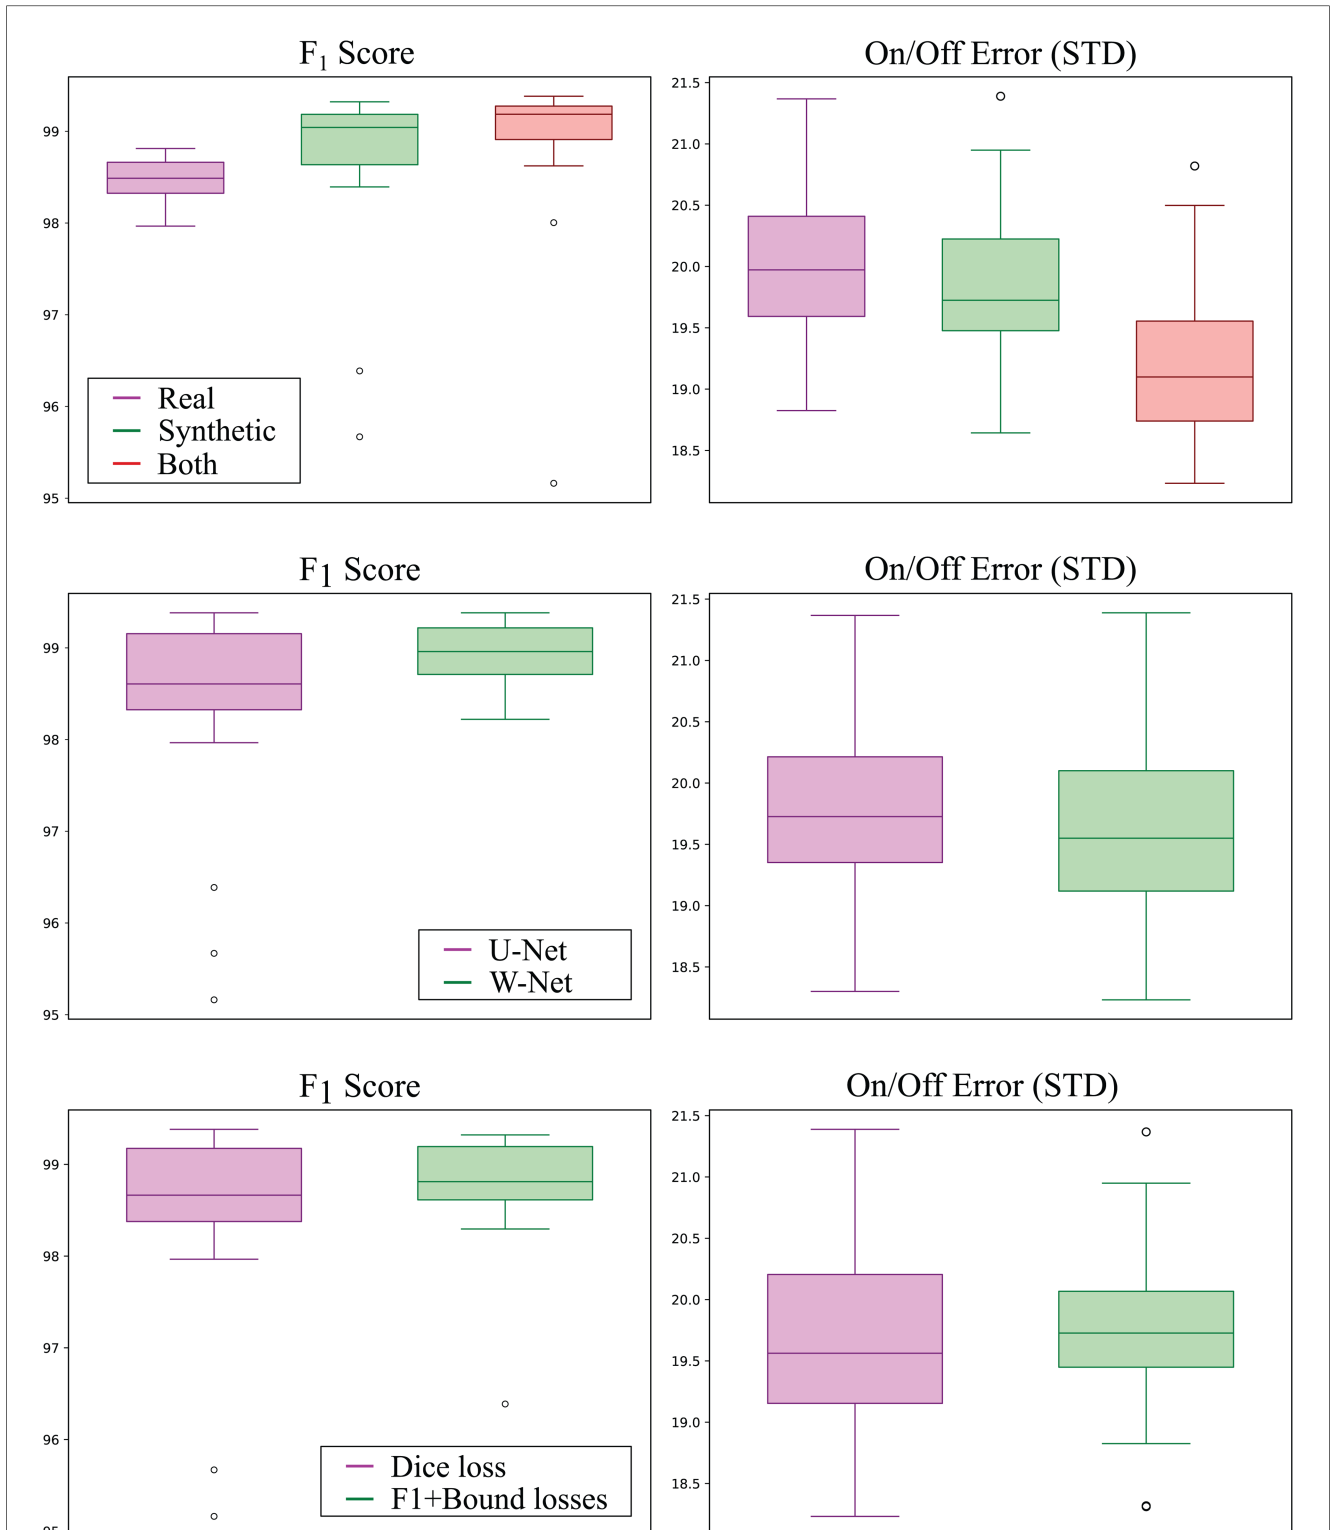 F₁ Score
99
98
97
96
95
Real
Synthetic
Both
On/Off Error (STD)
21.5
21.0
20.5
20.0
19.5
19.0
18.5
F1 Score
99
98
97
96
95
U-Net
W-Net
On/Off Error (STD)
21.5
21.0
20.5
20.0
19.5
19.0
18.5
F1 Score
99
98
97
96
Dice loss
F1+Bound losses
On/Off Error (STD)
21.5
21.0
20.5
20.0
19.5
19.0
18.5